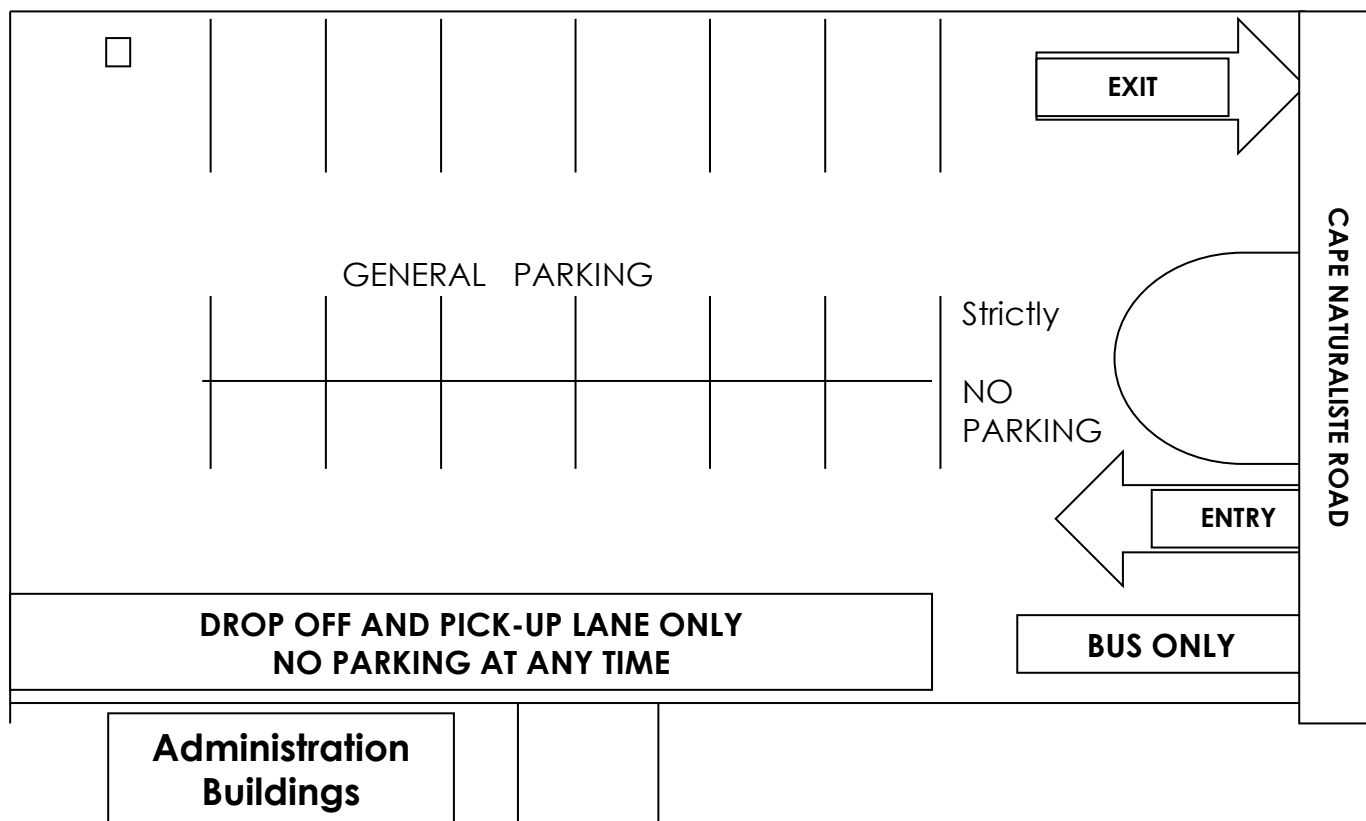 EXIT
CAPE NATURALISTE ROAD
GENERAL PARKING
Strictly
NO
PARKING
ENTRY
DROP OFF AND PICK-UP LANE ONLY
NO PARKING AT ANY TIME
BUS ONLY
Administration
Buildings